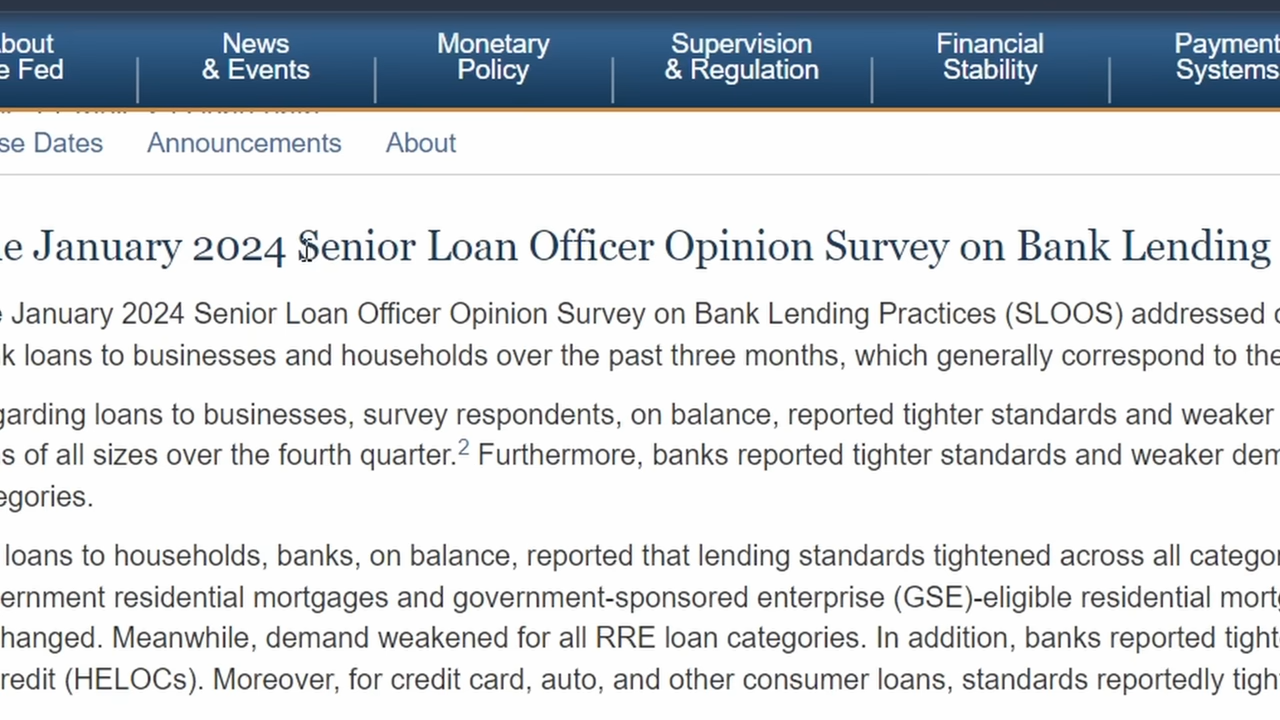 About News Monetary Supervision Financial Payment
e Fed & Events Policy & Regulation Stability Systems
se Dates Announcements About
e January 2024 Senior Loan Officer Opinion Survey on Bank Lending
e January 2024 Senior Loan Officer Opinion Survey on Bank Lending Practices (SLOOS) addressed c
k loans to businesses and households over the past three months, which generally correspond to the
garding loans to businesses, survey respondents, on balance, reported tighter standards and weaker
s of all sizes over the fourth quarter.2 Furthermore, banks reported tighter standards and weaker dem
egories.
loans to households, banks, on balance, reported that lending standards tightened across all categor
ernment residential mortgages and government-sponsored enterprise (GSE)-eligible residential mortg
hanged. Meanwhile, demand weakened for all RRE loan categories. In addition, banks reported tight
redit (HELOCs). Moreover, for credit card, auto, and other consumer loans, standards reportedly tigh